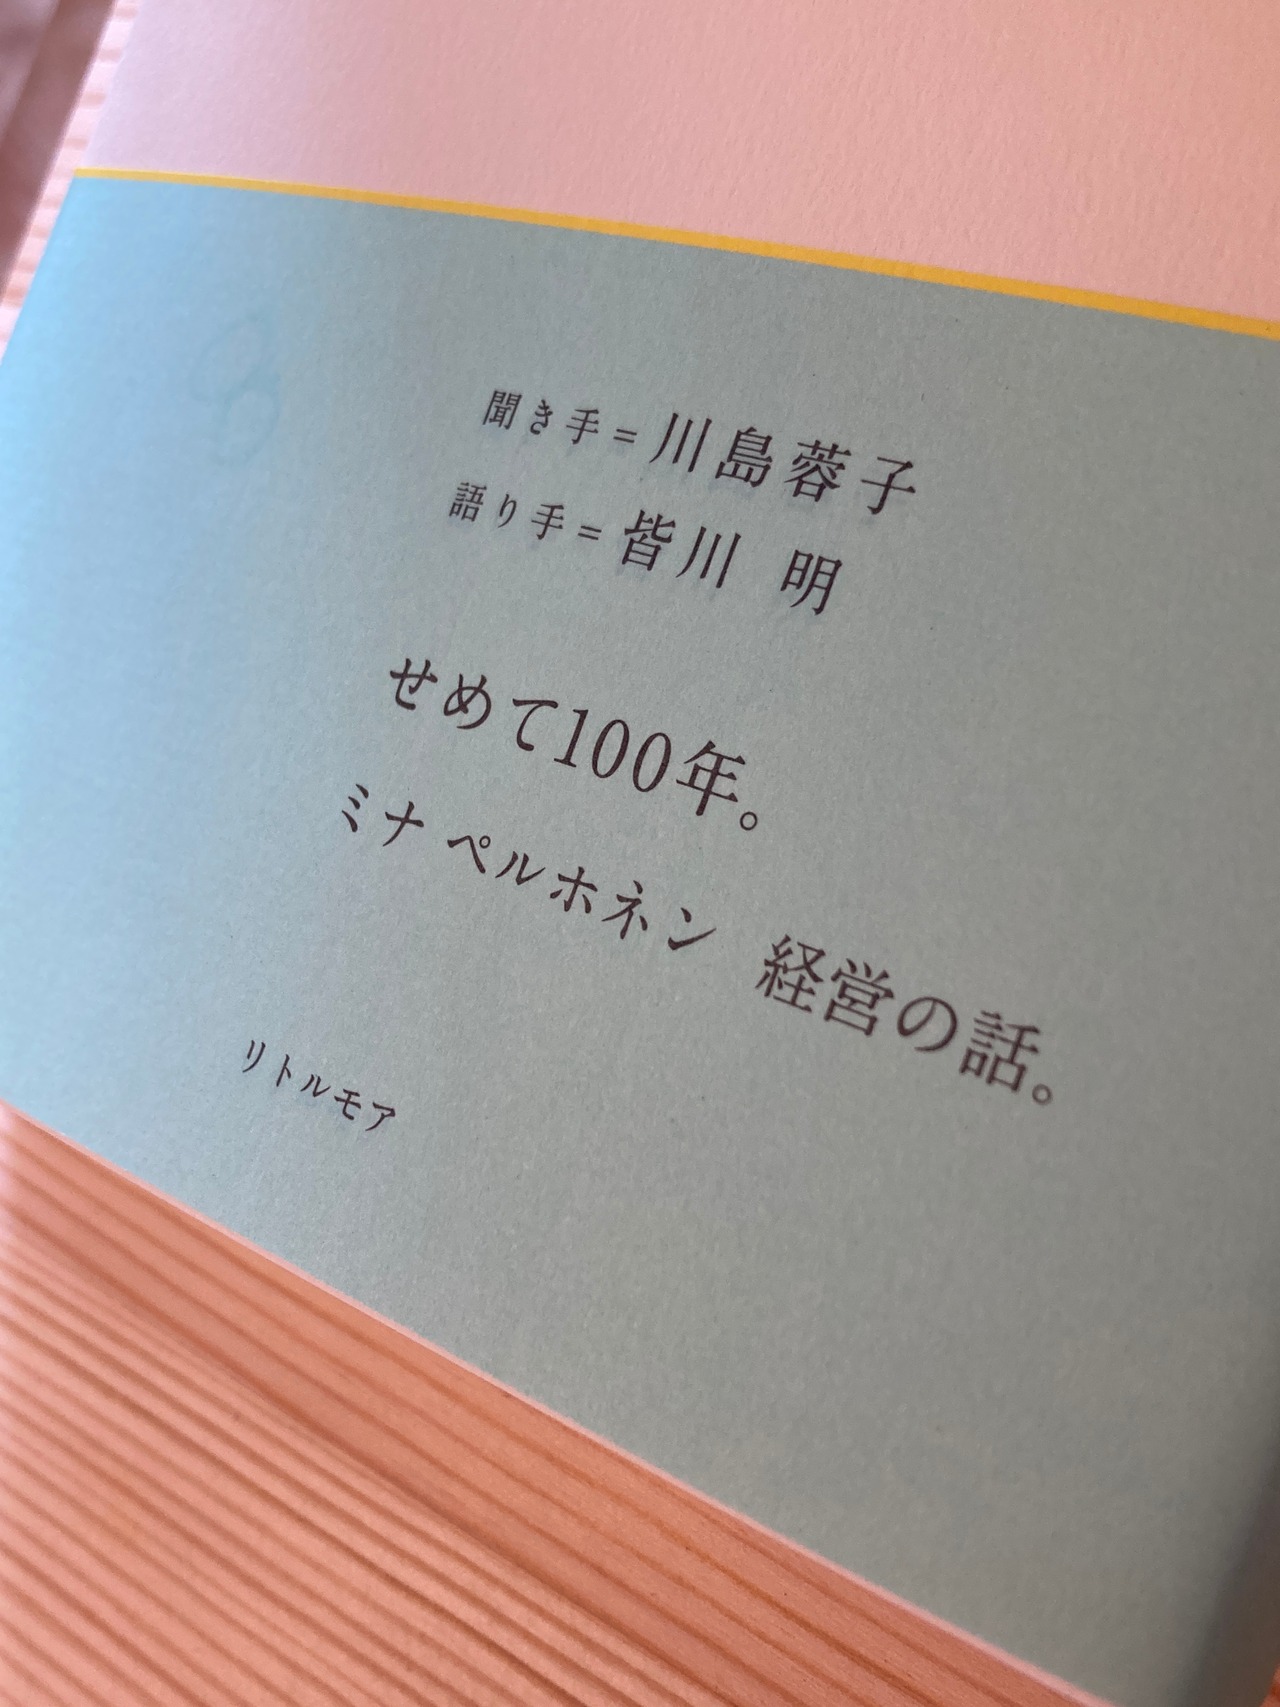 聞き手=川島蓉子
語り手=皆川 明
せめて100年。
ミナ ペルホネン 経営の話。
リトルモア